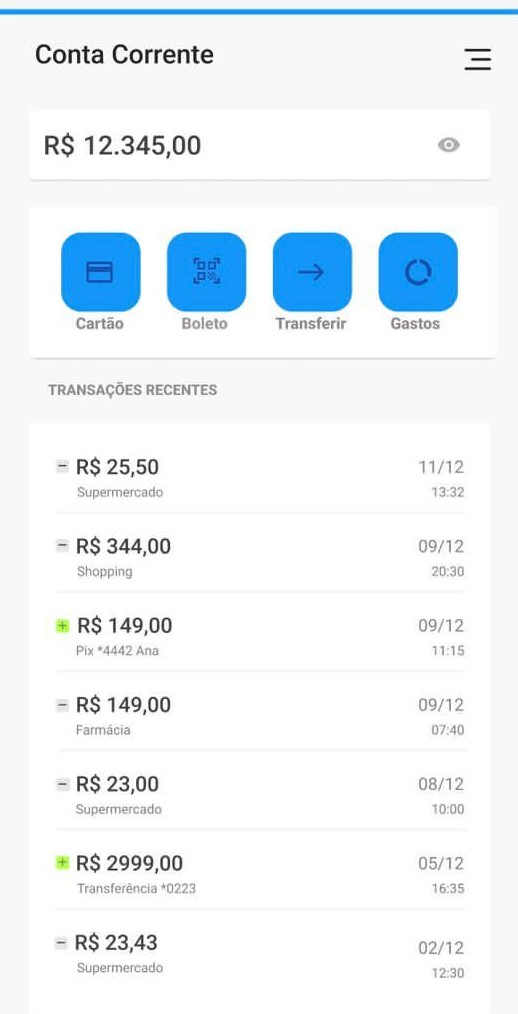 Conta Corrente
R$ 12.345,00
Cartão Boleto Transferir Gastos
TRANSAÇÕES RECENTES
− R$ 25,50 11/12
Supermercado 13:32
− R$ 344,00 09/12
Shopping 20:30
+ R$ 149,00 09/12
Pix *4442 Ana 11:15
− R$ 149,00 09/12
Farmácia 07:40
− R$ 23,00 08/12
Supermercado 10:00
+ R$ 2999,00 05/12
Transferência *0223 16:35
− R$ 23,43 02/12
Supermercado 12:30